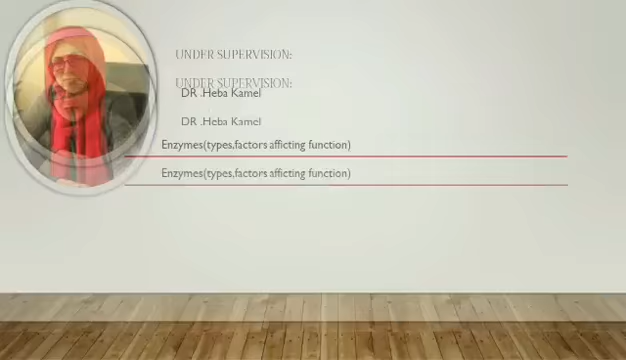 UNDER SUPERVISION:
UNDER SUPERVISION:
DR .Heba Kamel
DR .Heba Kamel
Enzymes(types,factors afficting function)
Enzymes(types,factors afficting function)